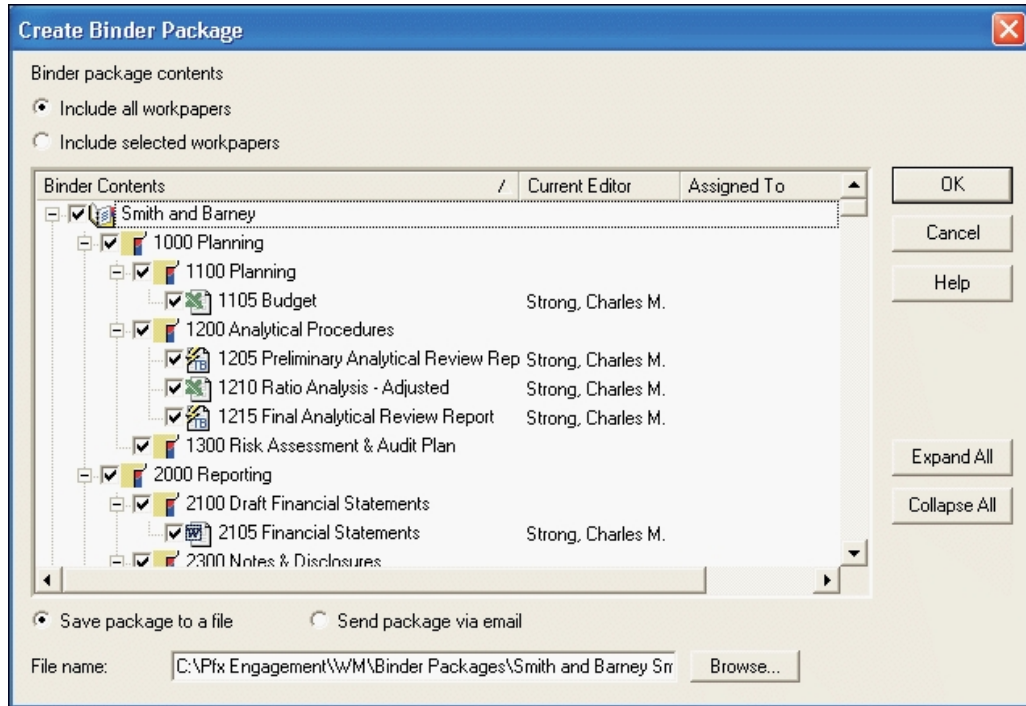 Create Binder Package
Binder package contents
Include all workpapers
Include selected workpapers
Binder Contents / Current Editor Assigned To
Smith and Barney
1000 Planning
1100 Planning
1105 Budget Strong, Charles M.
1200 Analytical Procedures
TB 1205 Preliminary Analytical Review Rep Strong, Charles M.
1210 Ratio Analysis - Adjusted Strong, Charles M.
TB 1215 Final Analytical Review Report Strong, Charles M.
1300 Risk Assessment & Audit Plan
2000 Reporting
2100 Draft Financial Statements
W 2105 Financial Statements Strong, Charles M.
2300 Notes & Disclosures
OK
Cancel
Help
Expand All
Collapse All
Save package to a file Send package via email
File name: C:\Pfx Engagement\WM\Binder Packages\Smith and Barney Sm Browse...